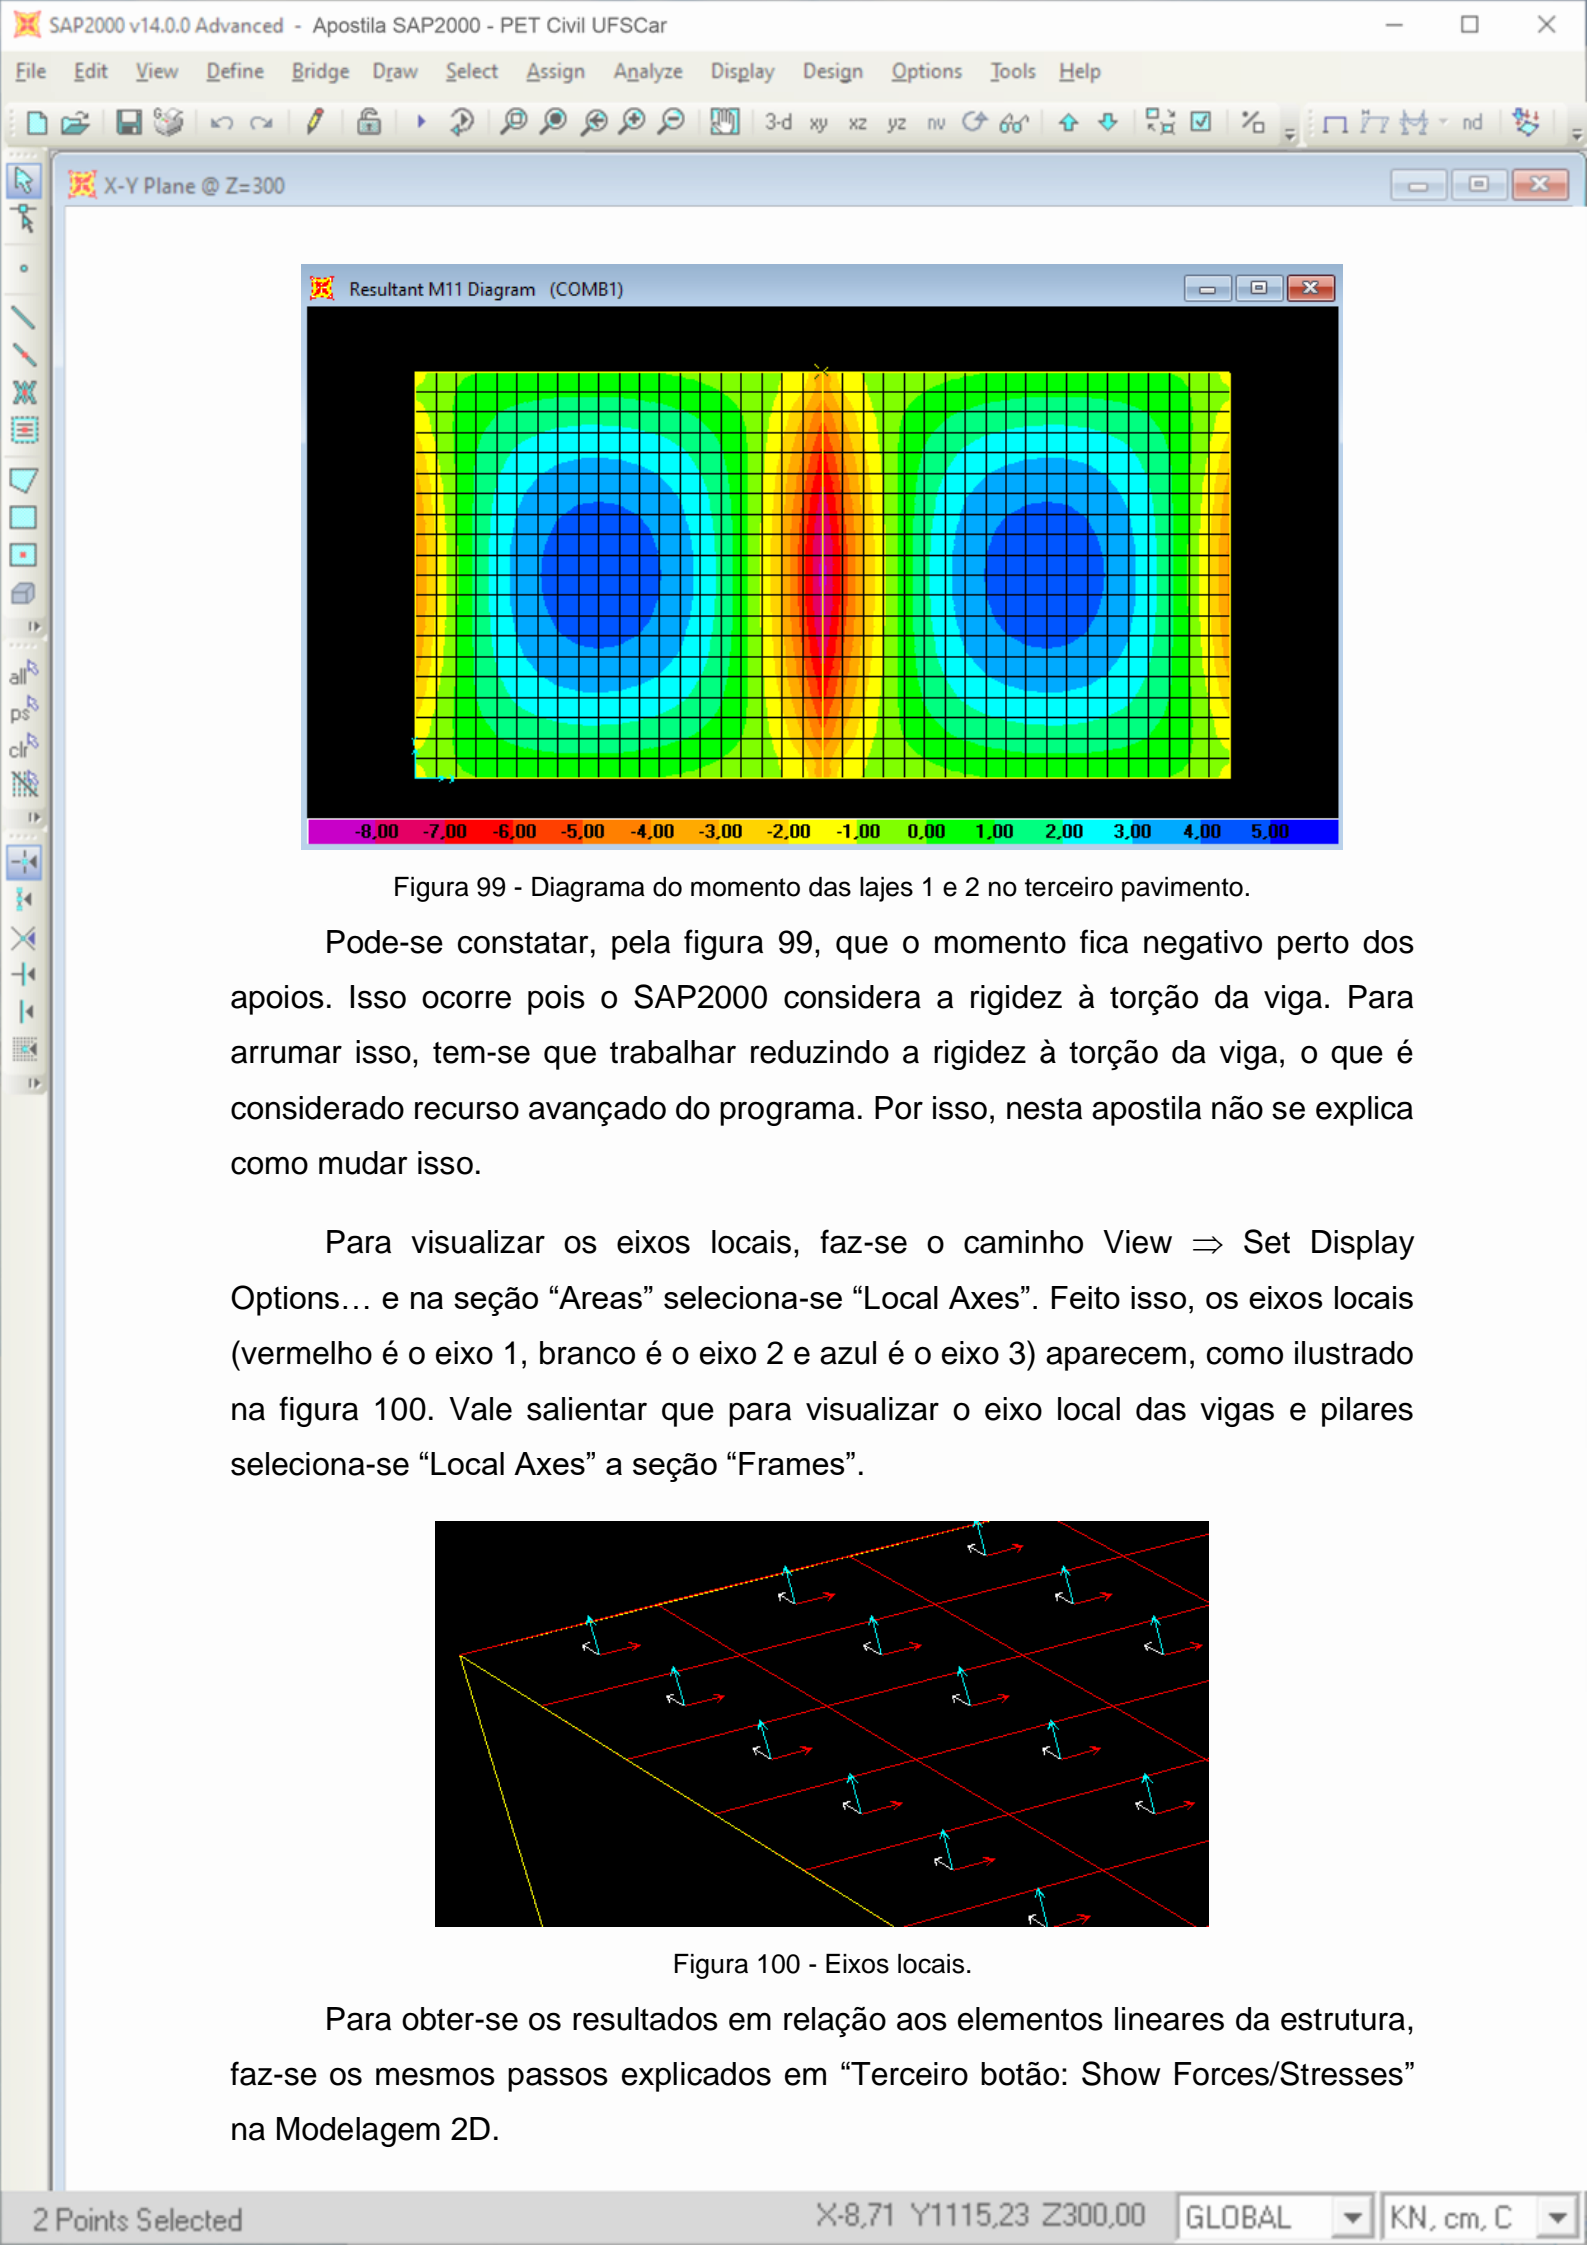 SAP2000 v14.0.0 Advanced - Apostila SAP2000 - PET Civil UFSCar
File Edit View Define Bridge Draw Select Assign Analyze Display Design Options Tools Help
3-d xy xz yz nv nd
X-Y Plane @ Z=300
all
ps
clr
Resultant M11 Diagram (COMB1)
-8,00 -7,00 -6,00 -5,00 -4,00 -3,00 -2,00 -1,00 0,00 1,00 2,00 3,00 4,00 5,00
Figura 99 - Diagrama do momento das lajes 1 e 2 no terceiro pavimento.
Pode-se constatar, pela figura 99, que o momento fica negativo perto dos
apoios. Isso ocorre pois o SAP2000 considera a rigidez à torção da viga. Para
arrumar isso, tem-se que trabalhar reduzindo a rigidez à torção da viga, o que é
considerado recurso avançado do programa. Por isso, nesta apostila não se explica
como mudar isso.
Para visualizar os eixos locais, faz-se o caminho View ⇒ Set Display
Options… e na seção “Areas” seleciona-se “Local Axes”. Feito isso, os eixos locais
(vermelho é o eixo 1, branco é o eixo 2 e azul é o eixo 3) aparecem, como ilustrado
na figura 100. Vale salientar que para visualizar o eixo local das vigas e pilares
seleciona-se “Local Axes” a seção “Frames”.
Figura 100 - Eixos locais.
Para obter-se os resultados em relação aos elementos lineares da estrutura,
faz-se os mesmos passos explicados em “Terceiro botão: Show Forces/Stresses”
na Modelagem 2D.
2 Points Selected
X-8,71 Y1115,23 Z300,00 GLOBAL KN, cm, C